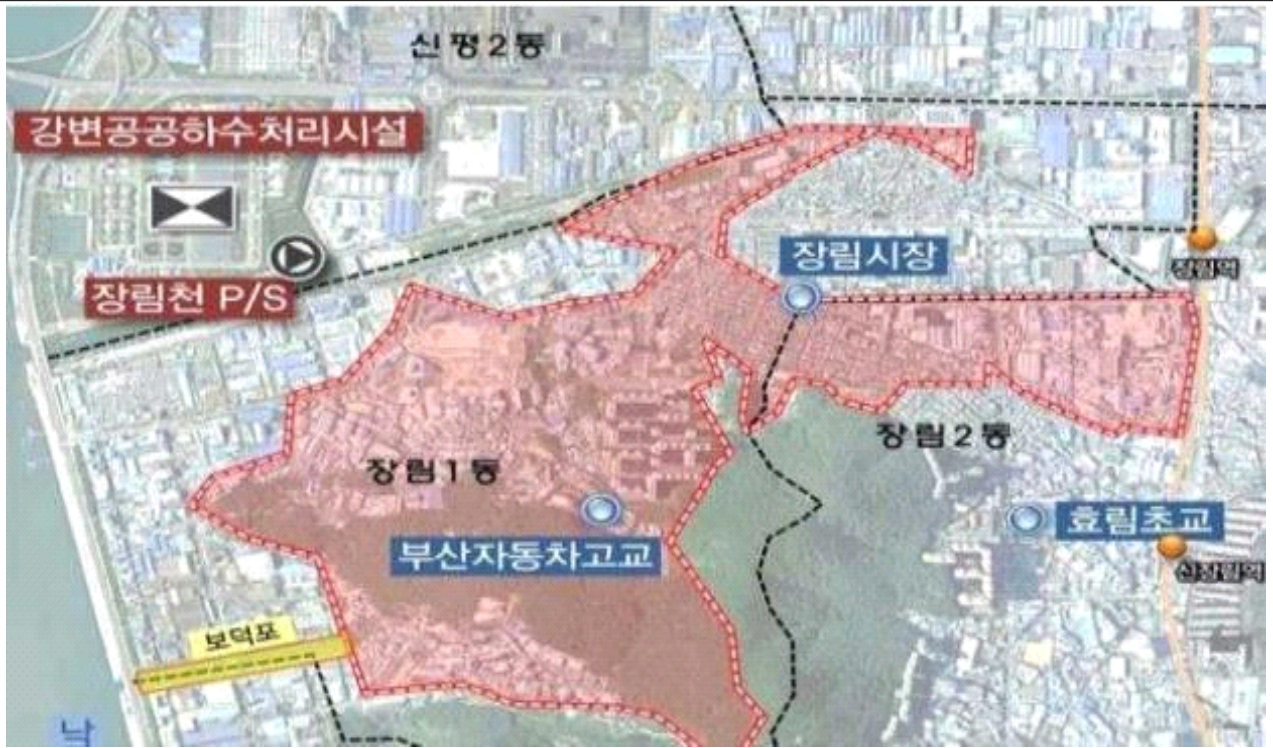 신평2동
강변공공하수처리시설
장림시장
장림역
장림천 P/S
장림2동
장림1동
효림초교
부산자동차고교
신장림역
보덕포
낙